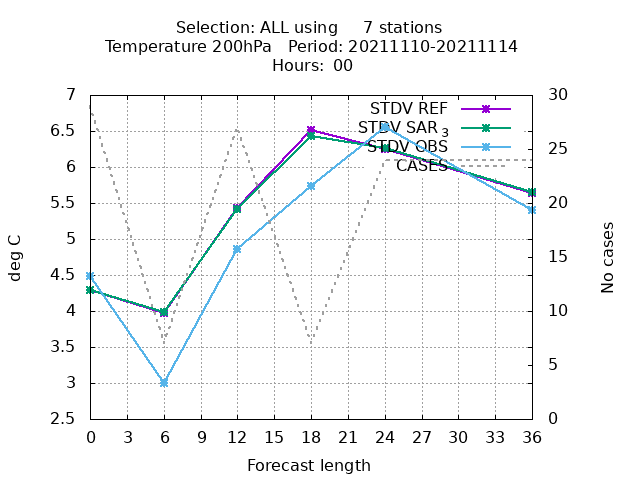 Selection: ALL using     7 stations
Temperature 200hPa   Period: 20211110-20211114
Hours:  00
STDV REF
STDV SAR 3
STDV OBS
CASES
7
6.5
6
5.5
5
4.5
4
3.5
3
2.5
30
25
20
15
10
5
0
deg C
No cases
0 3 6 9 12 15 18 21 24 27 30 33 36
Forecast length